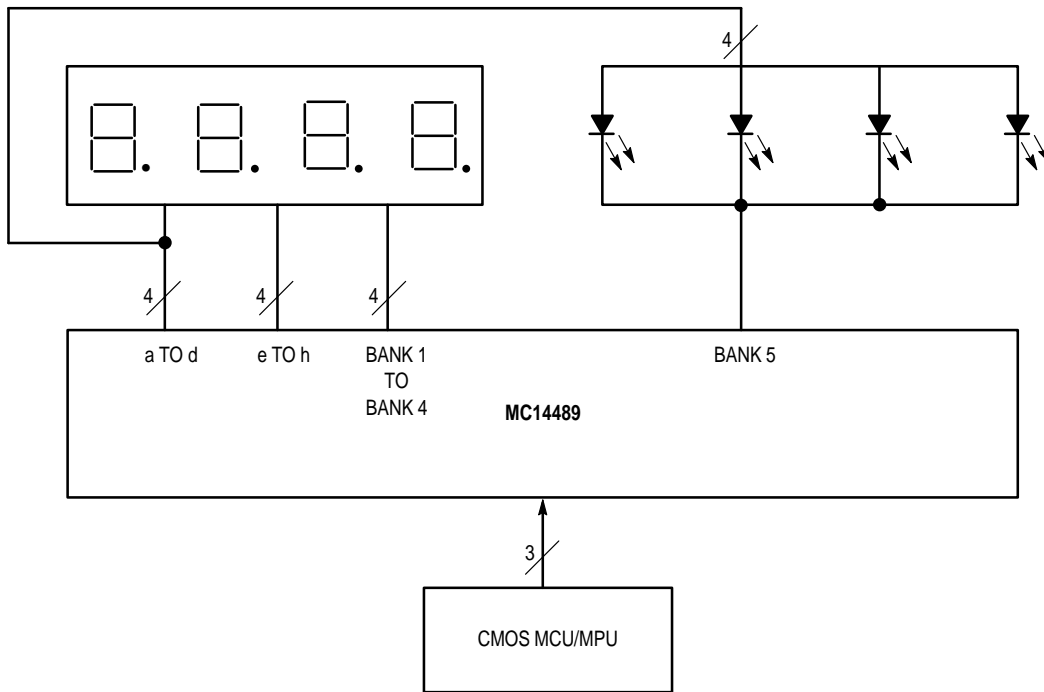 4
4
4
4
a TO d
e TO h
BANK 1
TO
BANK 4
BANK 5
MC14489
3
CMOS MCU/MPU